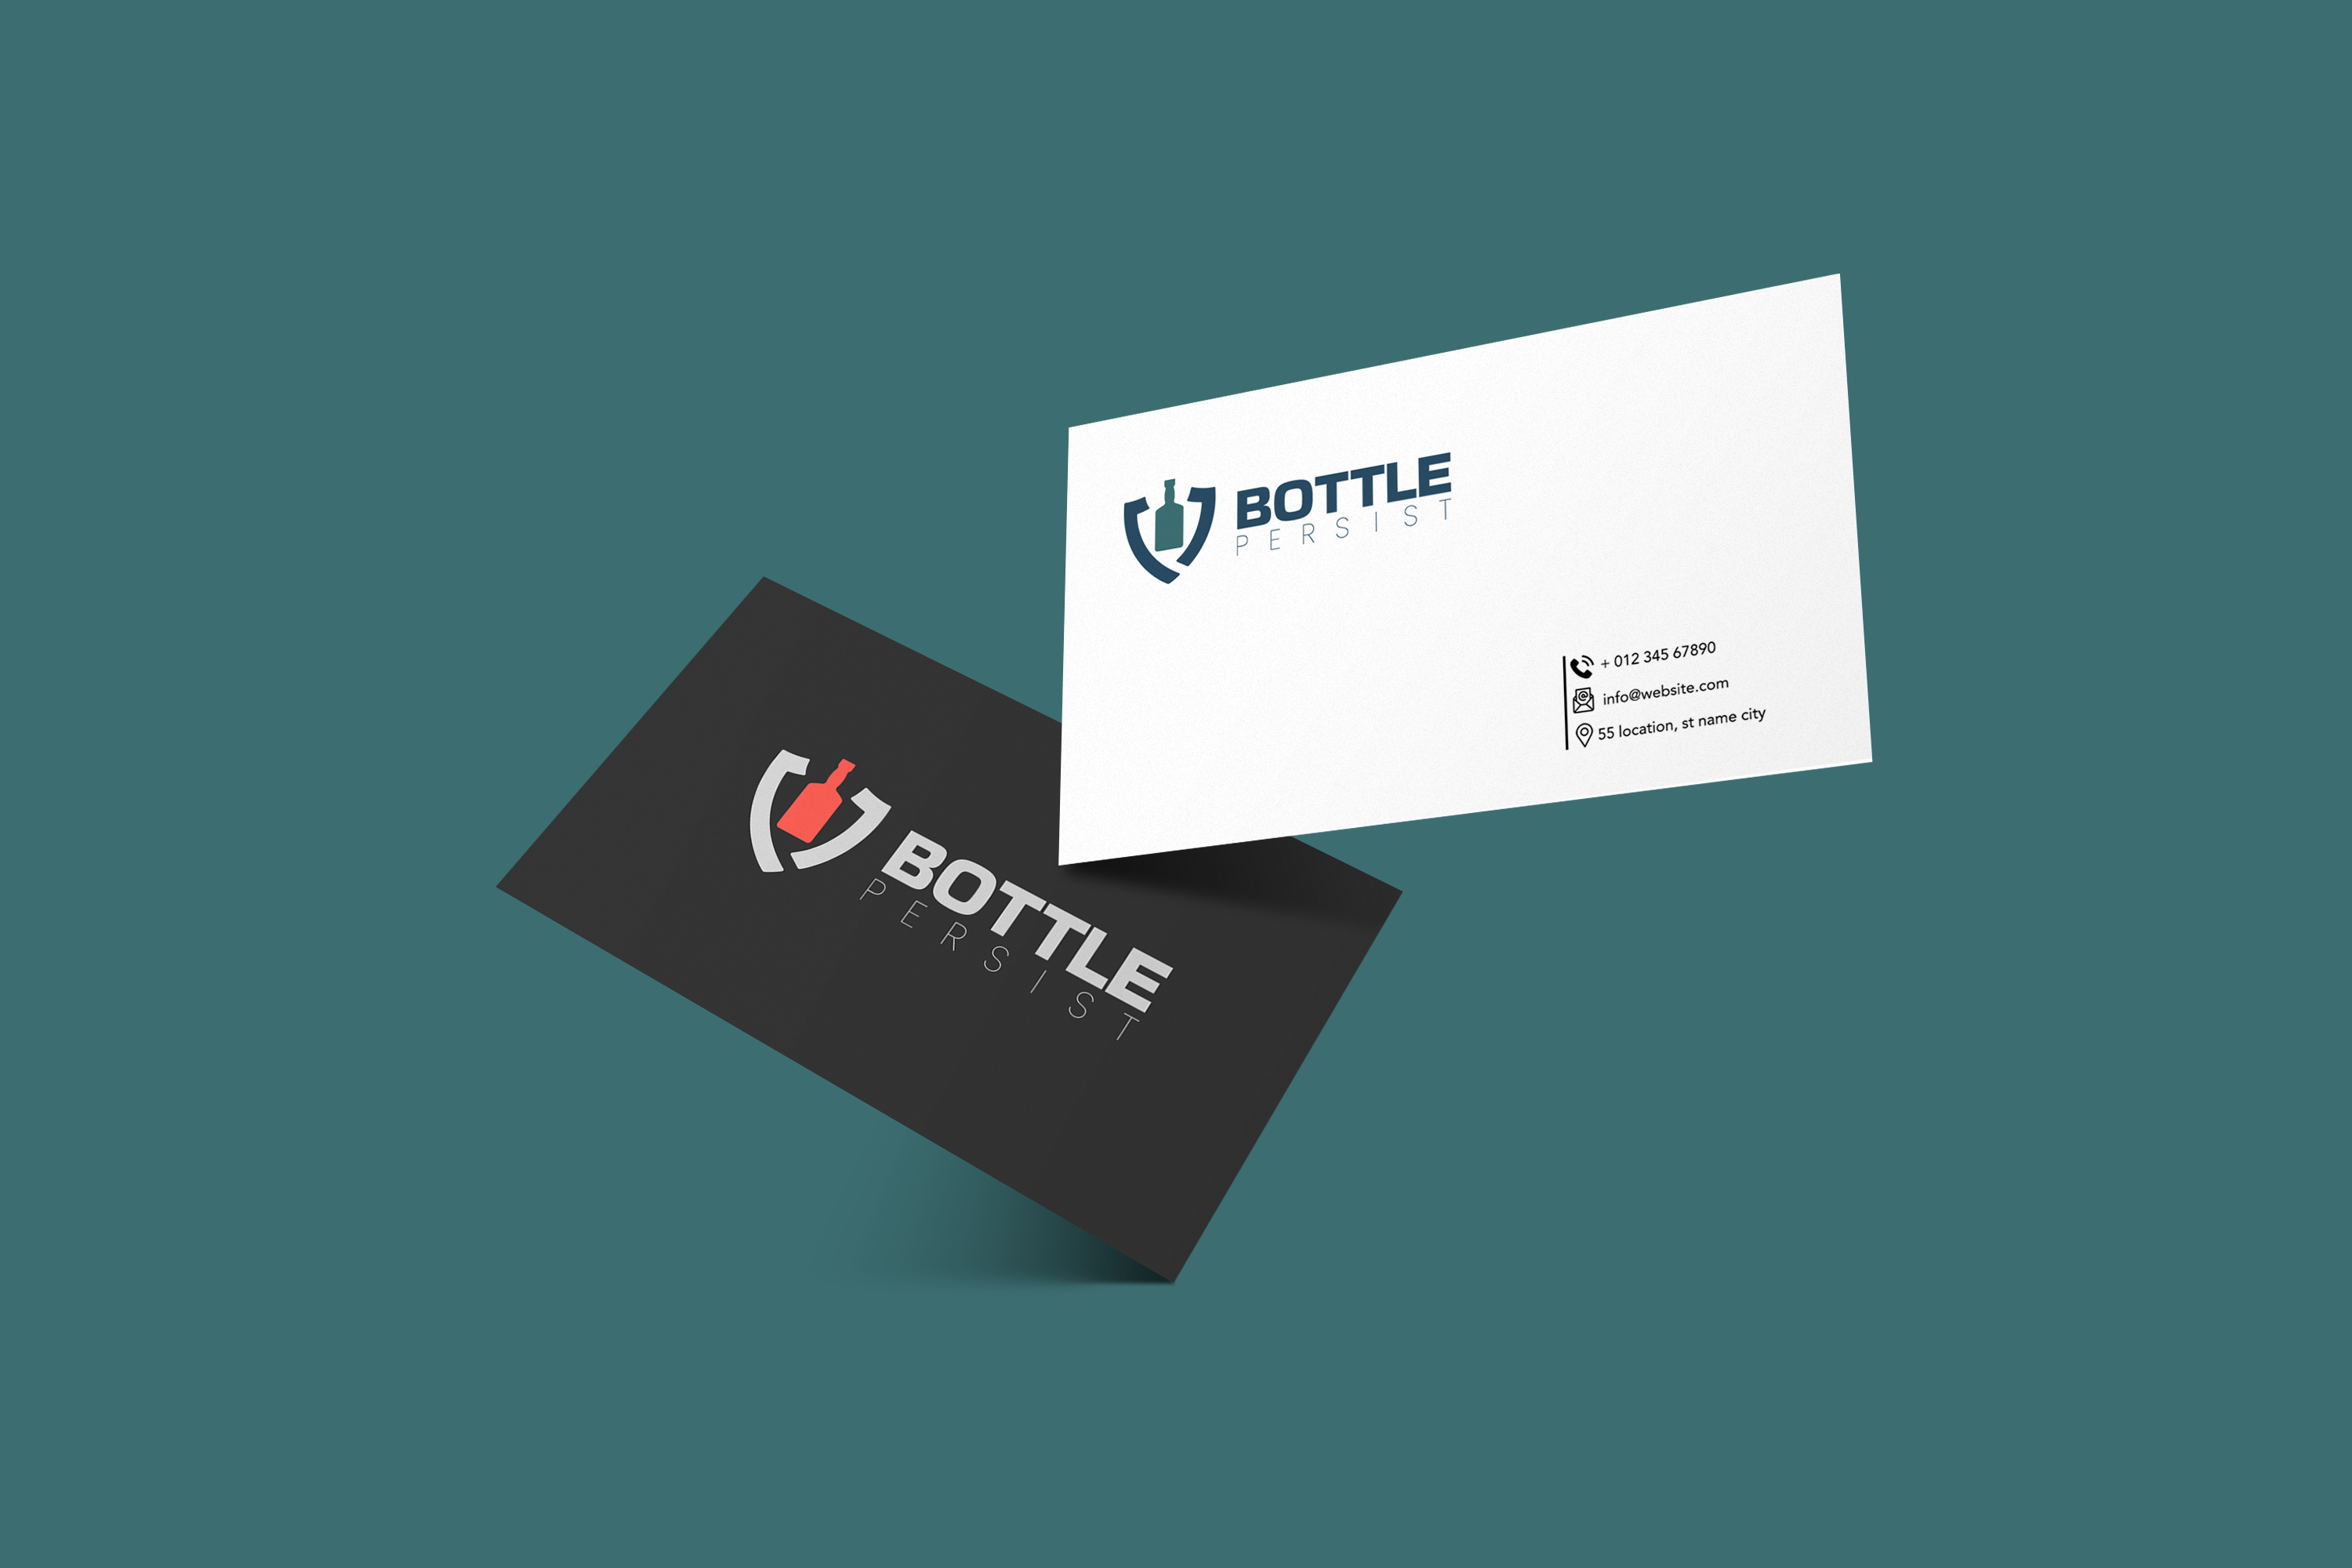 BOTTLE
PERSIST
+ 012 345 67890
info@website.com
55 location, st name city
BOTTLE
PERSIST